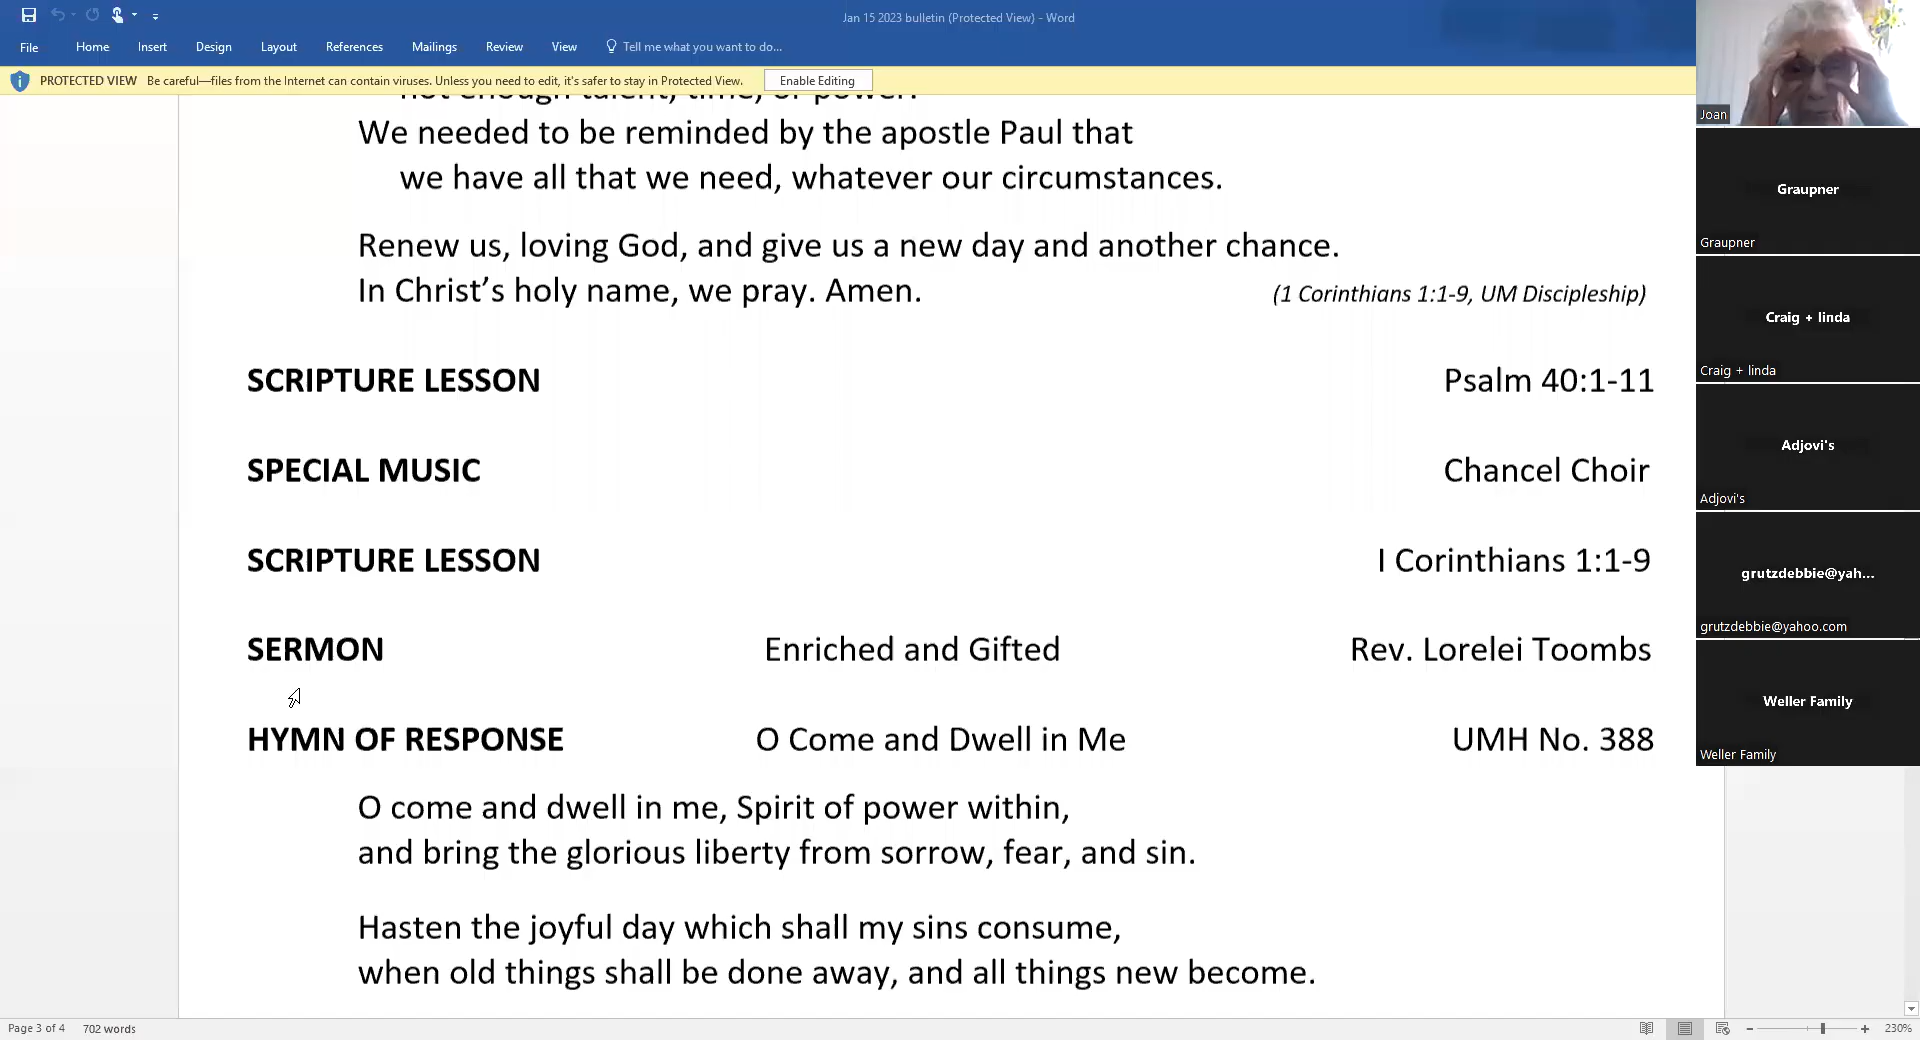 Jan 15 2023 bulletin (Protected View) - Word
File Home Insert Design Layout References Mailings Review View Tell me what you want to do...
PROTECTED VIEW Be careful—files from the Internet can contain viruses. Unless you need to edit, it's safer to stay in Protected View. Enable Editing
not enough talent, time, or power.
We needed to be reminded by the apostle Paul that
we have all that we need, whatever our circumstances.
Renew us, loving God, and give us a new day and another chance.
In Christ’s holy name, we pray. Amen. (1 Corinthians 1:1-9, UM Discipleship)
SCRIPTURE LESSON Psalm 40:1-11
SPECIAL MUSIC Chancel Choir
SCRIPTURE LESSON I Corinthians 1:1-9
SERMON Enriched and Gifted Rev. Lorelei Toombs
HYMN OF RESPONSE O Come and Dwell in Me UMH No. 388
O come and dwell in me, Spirit of power within,
and bring the glorious liberty from sorrow, fear, and sin.
Hasten the joyful day which shall my sins consume,
when old things shall be done away, and all things new become.
Page 3 of 4 702 words
230%
Joan
Graupner
Graupner
Craig + linda
Craig + linda
Adjovi's
Adjovi's
grutzdebbie@yah...
grutzdebbie@yahoo.com
Weller Family
Weller Family